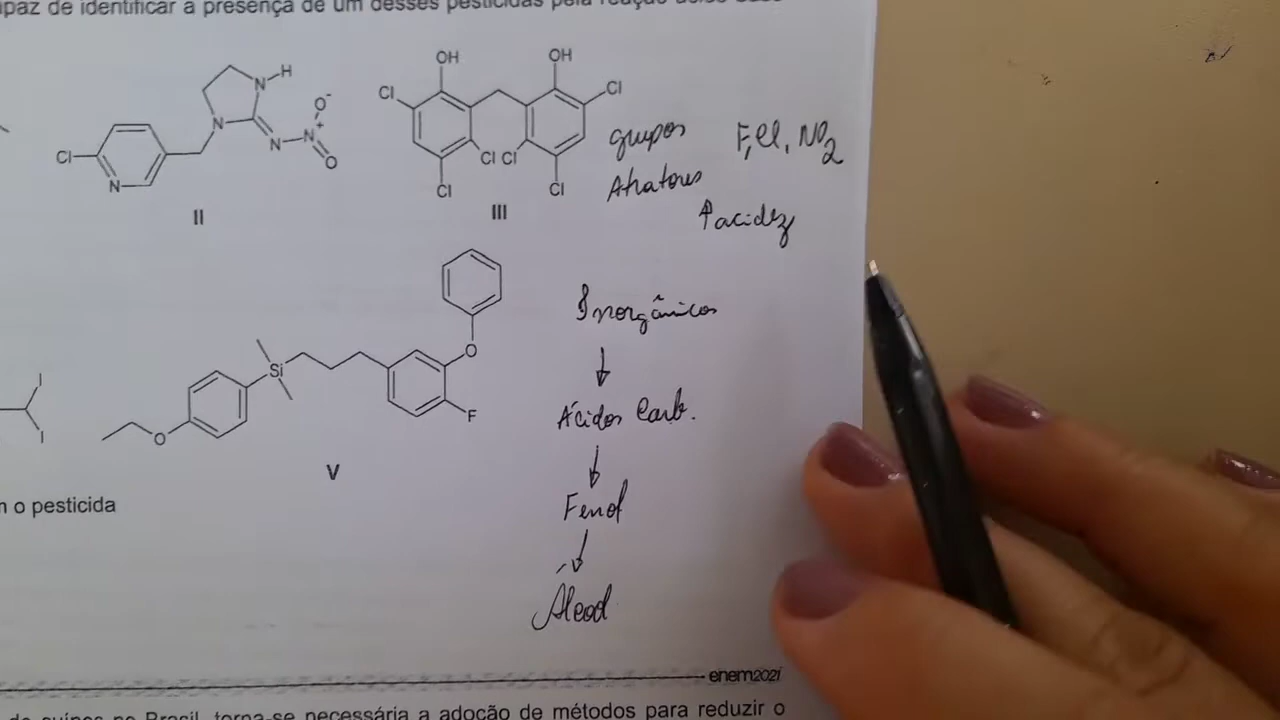 paz de identificar a presença de um desses pesticidas pela reação ácido-base
OH
OH
Cl
Cl
Cl Cl
Cl
Cl
III
N
H
N
N
N
+
O-
O
Cl
N
II
grupos F, Cl, NO2
Atratores
↑ acidez
Inorgânicos
↓
Ácidos Carb.
↓
Fenol
↓
Álcool
I
I
O
Si
O
F
V
o pesticida
enem2021
de suínos no Brasil, torna-se necessária a adoção de métodos para reduzir o